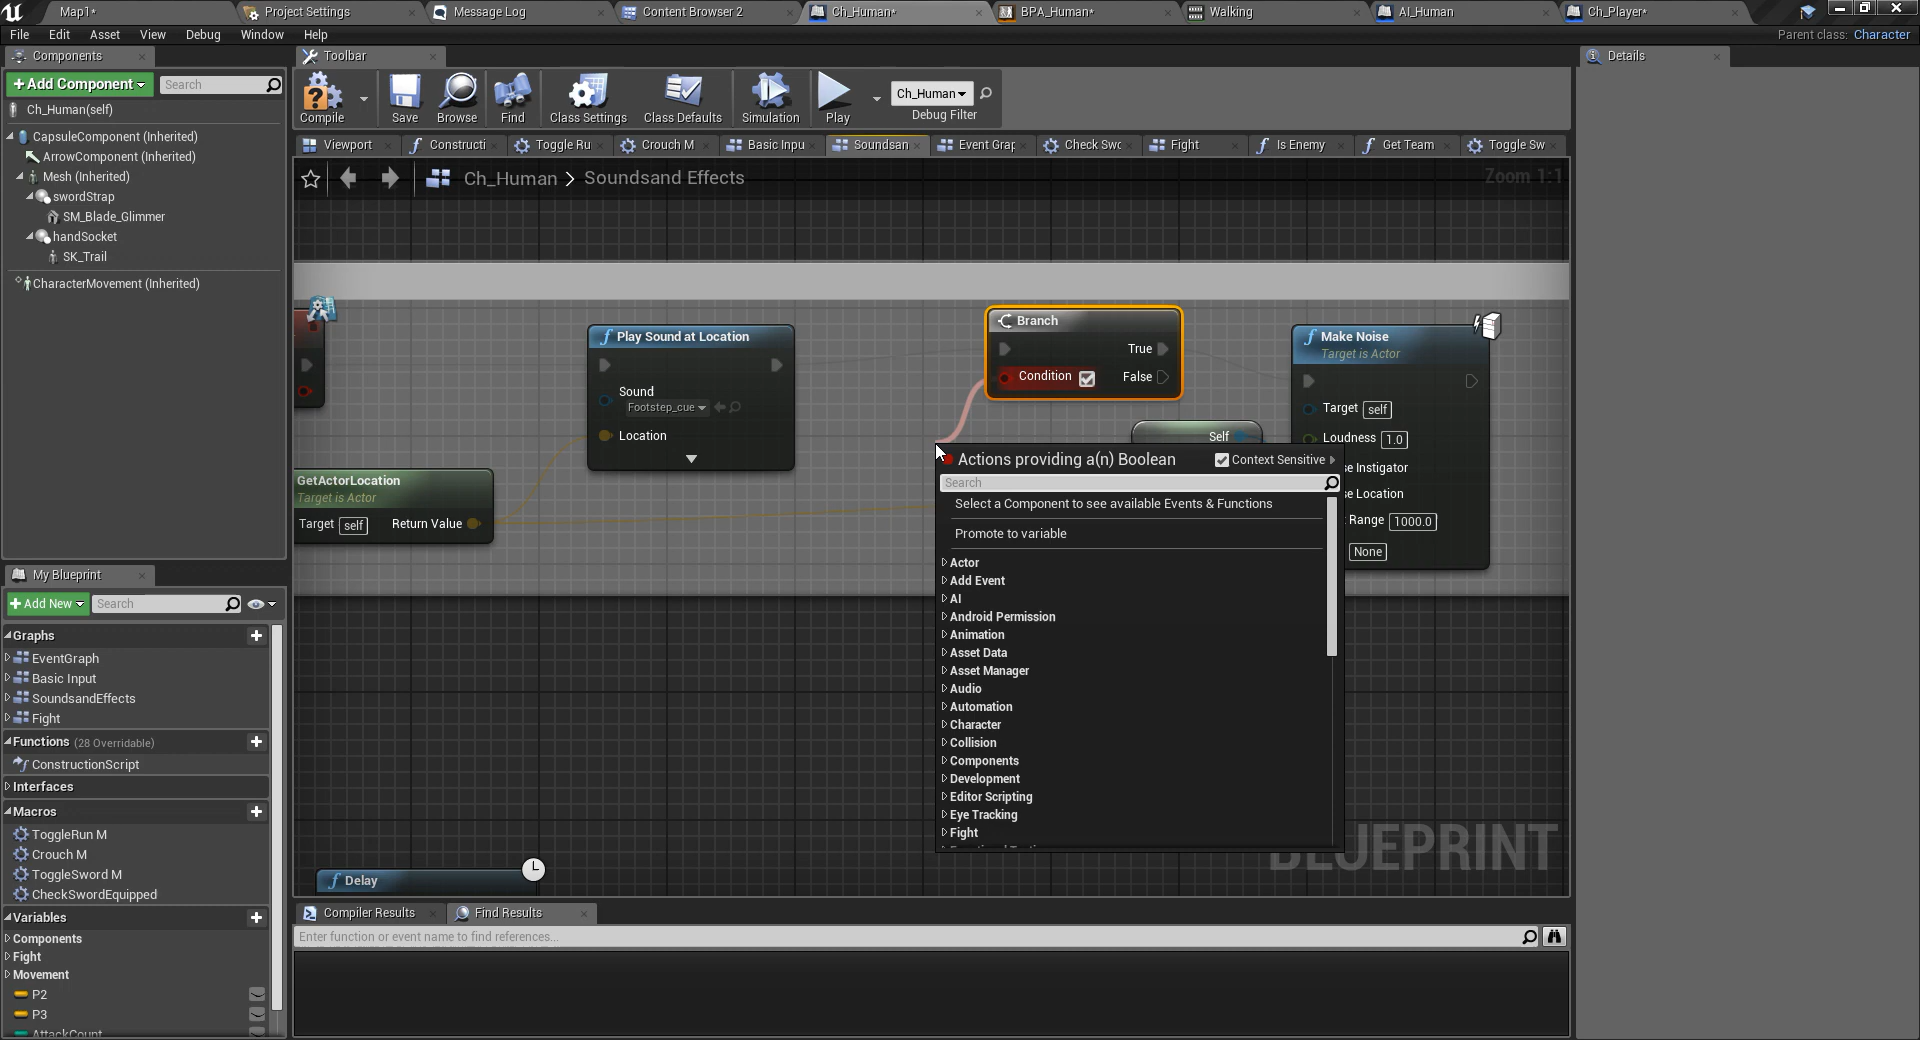 Map1*
Project Settings
Message Log
Content Browser 2
Ch_Human*
BPA_Human*
Walking
AI_Human
Ch_Player*
File
Edit
Asset
View
Debug
Window
Help
Parent class: Character
Components
Toolbar
Details
+ Add Component
Search
Ch_Human(self)
CapsuleComponent (Inherited)
ArrowComponent (Inherited)
Mesh (Inherited)
swordStrap
SM_Blade_Glimmer
handSocket
SK_Trail
CharacterMovement (Inherited)
Compile
Save
Browse
Find
Class Settings
Class Defaults
Simulation
Play
Ch_Human
Debug Filter
Viewport
Constructi
Toggle Ru
Crouch M
Basic Inpu
Soundsan
Event Grap
Check Swc
Fight
Is Enemy
Get Team
Toggle Sw
Ch_Human > Soundsand Effects
Zoom 1:1
Play Sound at Location
Sound
Footstep_cue
Location
GetActorLocation
Target is Actor
Target self
Return Value
Branch
True
Condition
False
Self
Make Noise
Target is Actor
Target self
Loudness 1.0
se Instigator
se Location
Range 1000.0
None
Actions providing a(n) Boolean
Context Sensitive
Search
Select a Component to see available Events & Functions
Promote to variable
Actor
Add Event
AI
Android Permission
Animation
Asset Data
Asset Manager
Audio
Automation
Character
Collision
Components
Development
Editor Scripting
Eye Tracking
Fight
BLUEPRINT
Delay
My Blueprint
+ Add New
Search
Graphs
EventGraph
Basic Input
SoundsandEffects
Fight
Functions (28 Overridable)
ConstructionScript
Interfaces
Macros
ToggleRun M
Crouch M
ToggleSword M
CheckSwordEquipped
Variables
Components
Fight
Movement
P2
P3
AttackCount
Compiler Results
Find Results
Enter function or event name to find references...